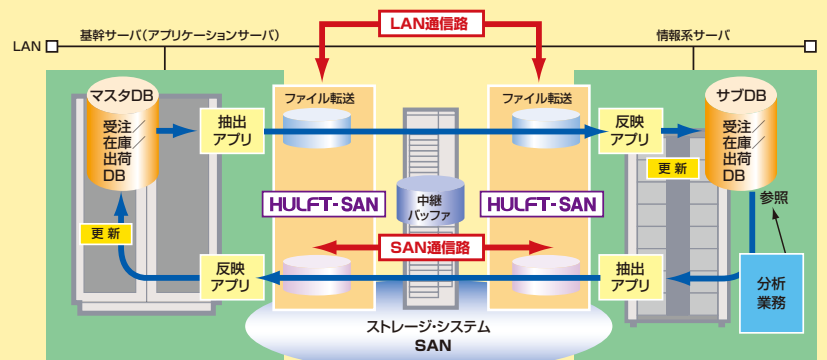 LAN通信路
LAN
基幹サーバ(アプリケーションサーバ)
情報系サーバ
マスタDB
受注/
在庫/
出荷
DB
抽出
アプリ
ファイル転送
ファイル転送
反映
アプリ
サブDB
受注/
在庫/
出荷
DB
更新
参照
HULFT-SAN
中継
バッファ
HULFT-SAN
更新
SAN通信路
反映
アプリ
抽出
アプリ
分析
業務
ストレージ・システム
SAN